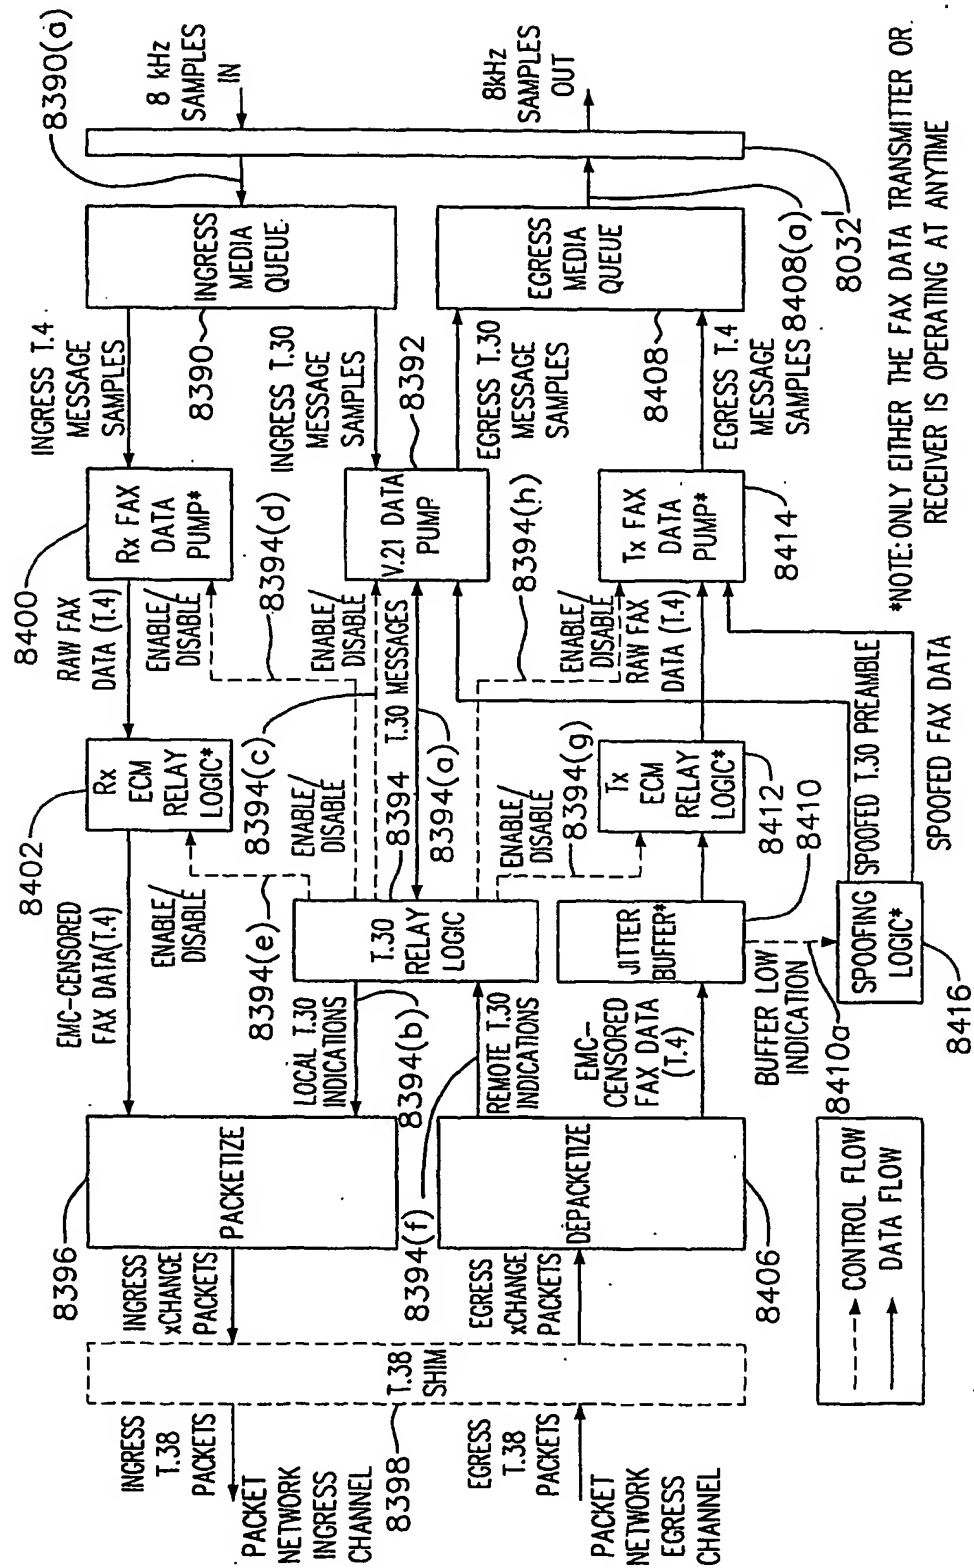 8390(a)
8 kHz
SAMPLES
IN
8kHz
SAMPLES
OUT
8032'
INGRESS
MEDIA
QUEUE
8390
EGRESS
MEDIA
QUEUE
8408
8408(a)
INGRESS T.4
MESSAGE
SAMPLES
INGRESS T.30
MESSAGE
SAMPLES
8392
EGRESS T.30
MESSAGE
SAMPLES
EGRESS T.4
MESSAGE
SAMPLES
8400
Rx FAX
DATA
PUMP*
8394(d)
V.21 DATA
PUMP
8394(h)
Tx FAX
DATA
PUMP*
8414
RAW FAX
DATA (T.4)
ENABLE/
DISABLE
ENABLE/
DISABLE
T.30 MESSAGES
ENABLE/
DISABLE
RAW FAX
DATA (T.4)
8402
Rx
ECM
RELAY
LOGIC*
8394(c)
ENABLE/
DISABLE
8394
8394(a)
ENABLE/
DISABLE
8394(g)
Tx
ECM
RELAY
LOGIC*
8412
8410
SPOOFED T.30 PREAMBLE
SPOOFED FAX DATA
EMC-CENSORED
FAX DATA(T.4)
ENABLE/
DISABLE
8394(e)
T.30
RELAY
LOGIC
JITTER
BUFFER*
SPOOFING
LOGIC*
8416
LOCAL T.30
INDICATIONS
8394(b)
REMOTE T.30
INDICATIONS
EMC-
CENSORED
FAX DATA
(T.4)
BUFFER LOW
INDICATION
8410a
8396
PACKETIZE
8394(f)
DEPACKETIZE
8406
INGRESS
xCHANGE
PACKETS
EGRESS
xCHANGE
PACKETS
T.38
SHIM
8398
INGRESS
T.38
PACKETS
EGRESS
T.38
PACKETS
PACKET
NETWORK
INGRESS
CHANNEL
PACKET
NETWORK
EGRESS
CHANNEL
CONTROL FLOW
DATA FLOW
*NOTE:ONLY EITHER THE FAX DATA TRANSMITTER OR
RECEIVER IS OPERATING AT ANYTIME